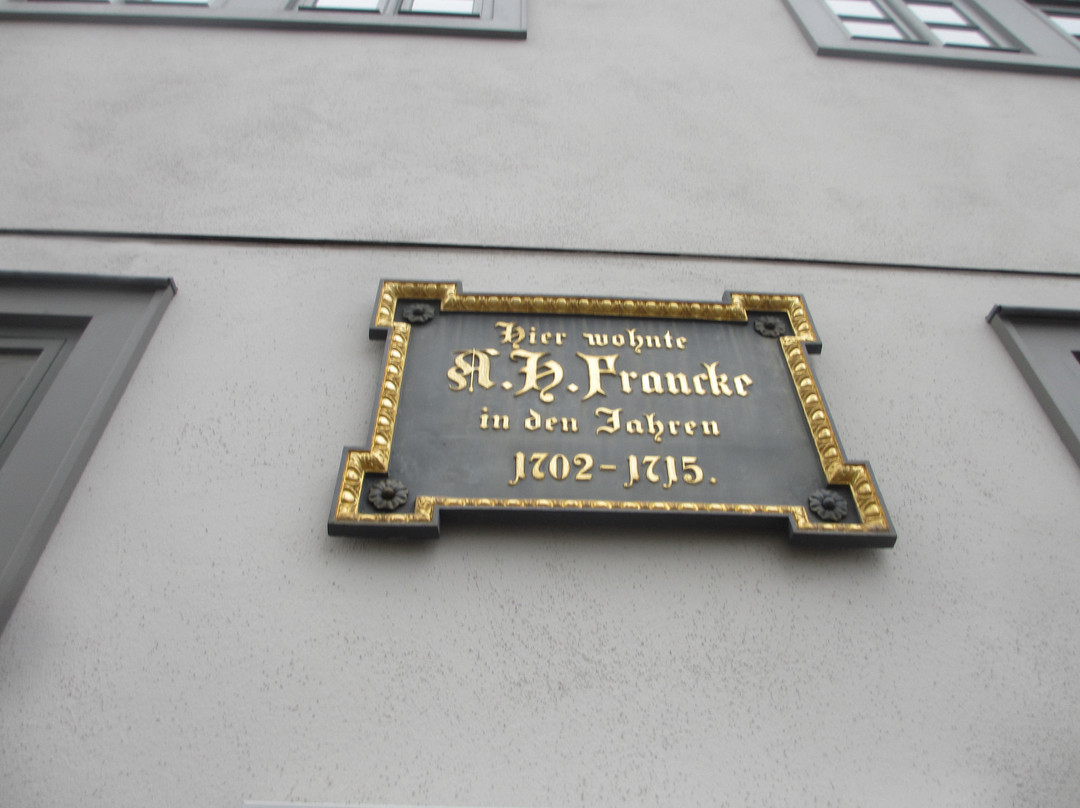 Hier wohnte
A. H. Francke
in den Jahren
1702-1715.